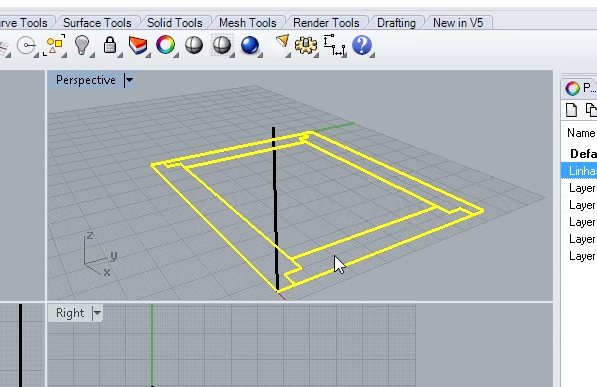 rve Tools Surface Tools Solid Tools Mesh Tools Render Tools Drafting New in V5
Perspective
P...
Name
Defa
Linha
Layer
Layer
Layer
Layer
Layer
z
y
x
Right